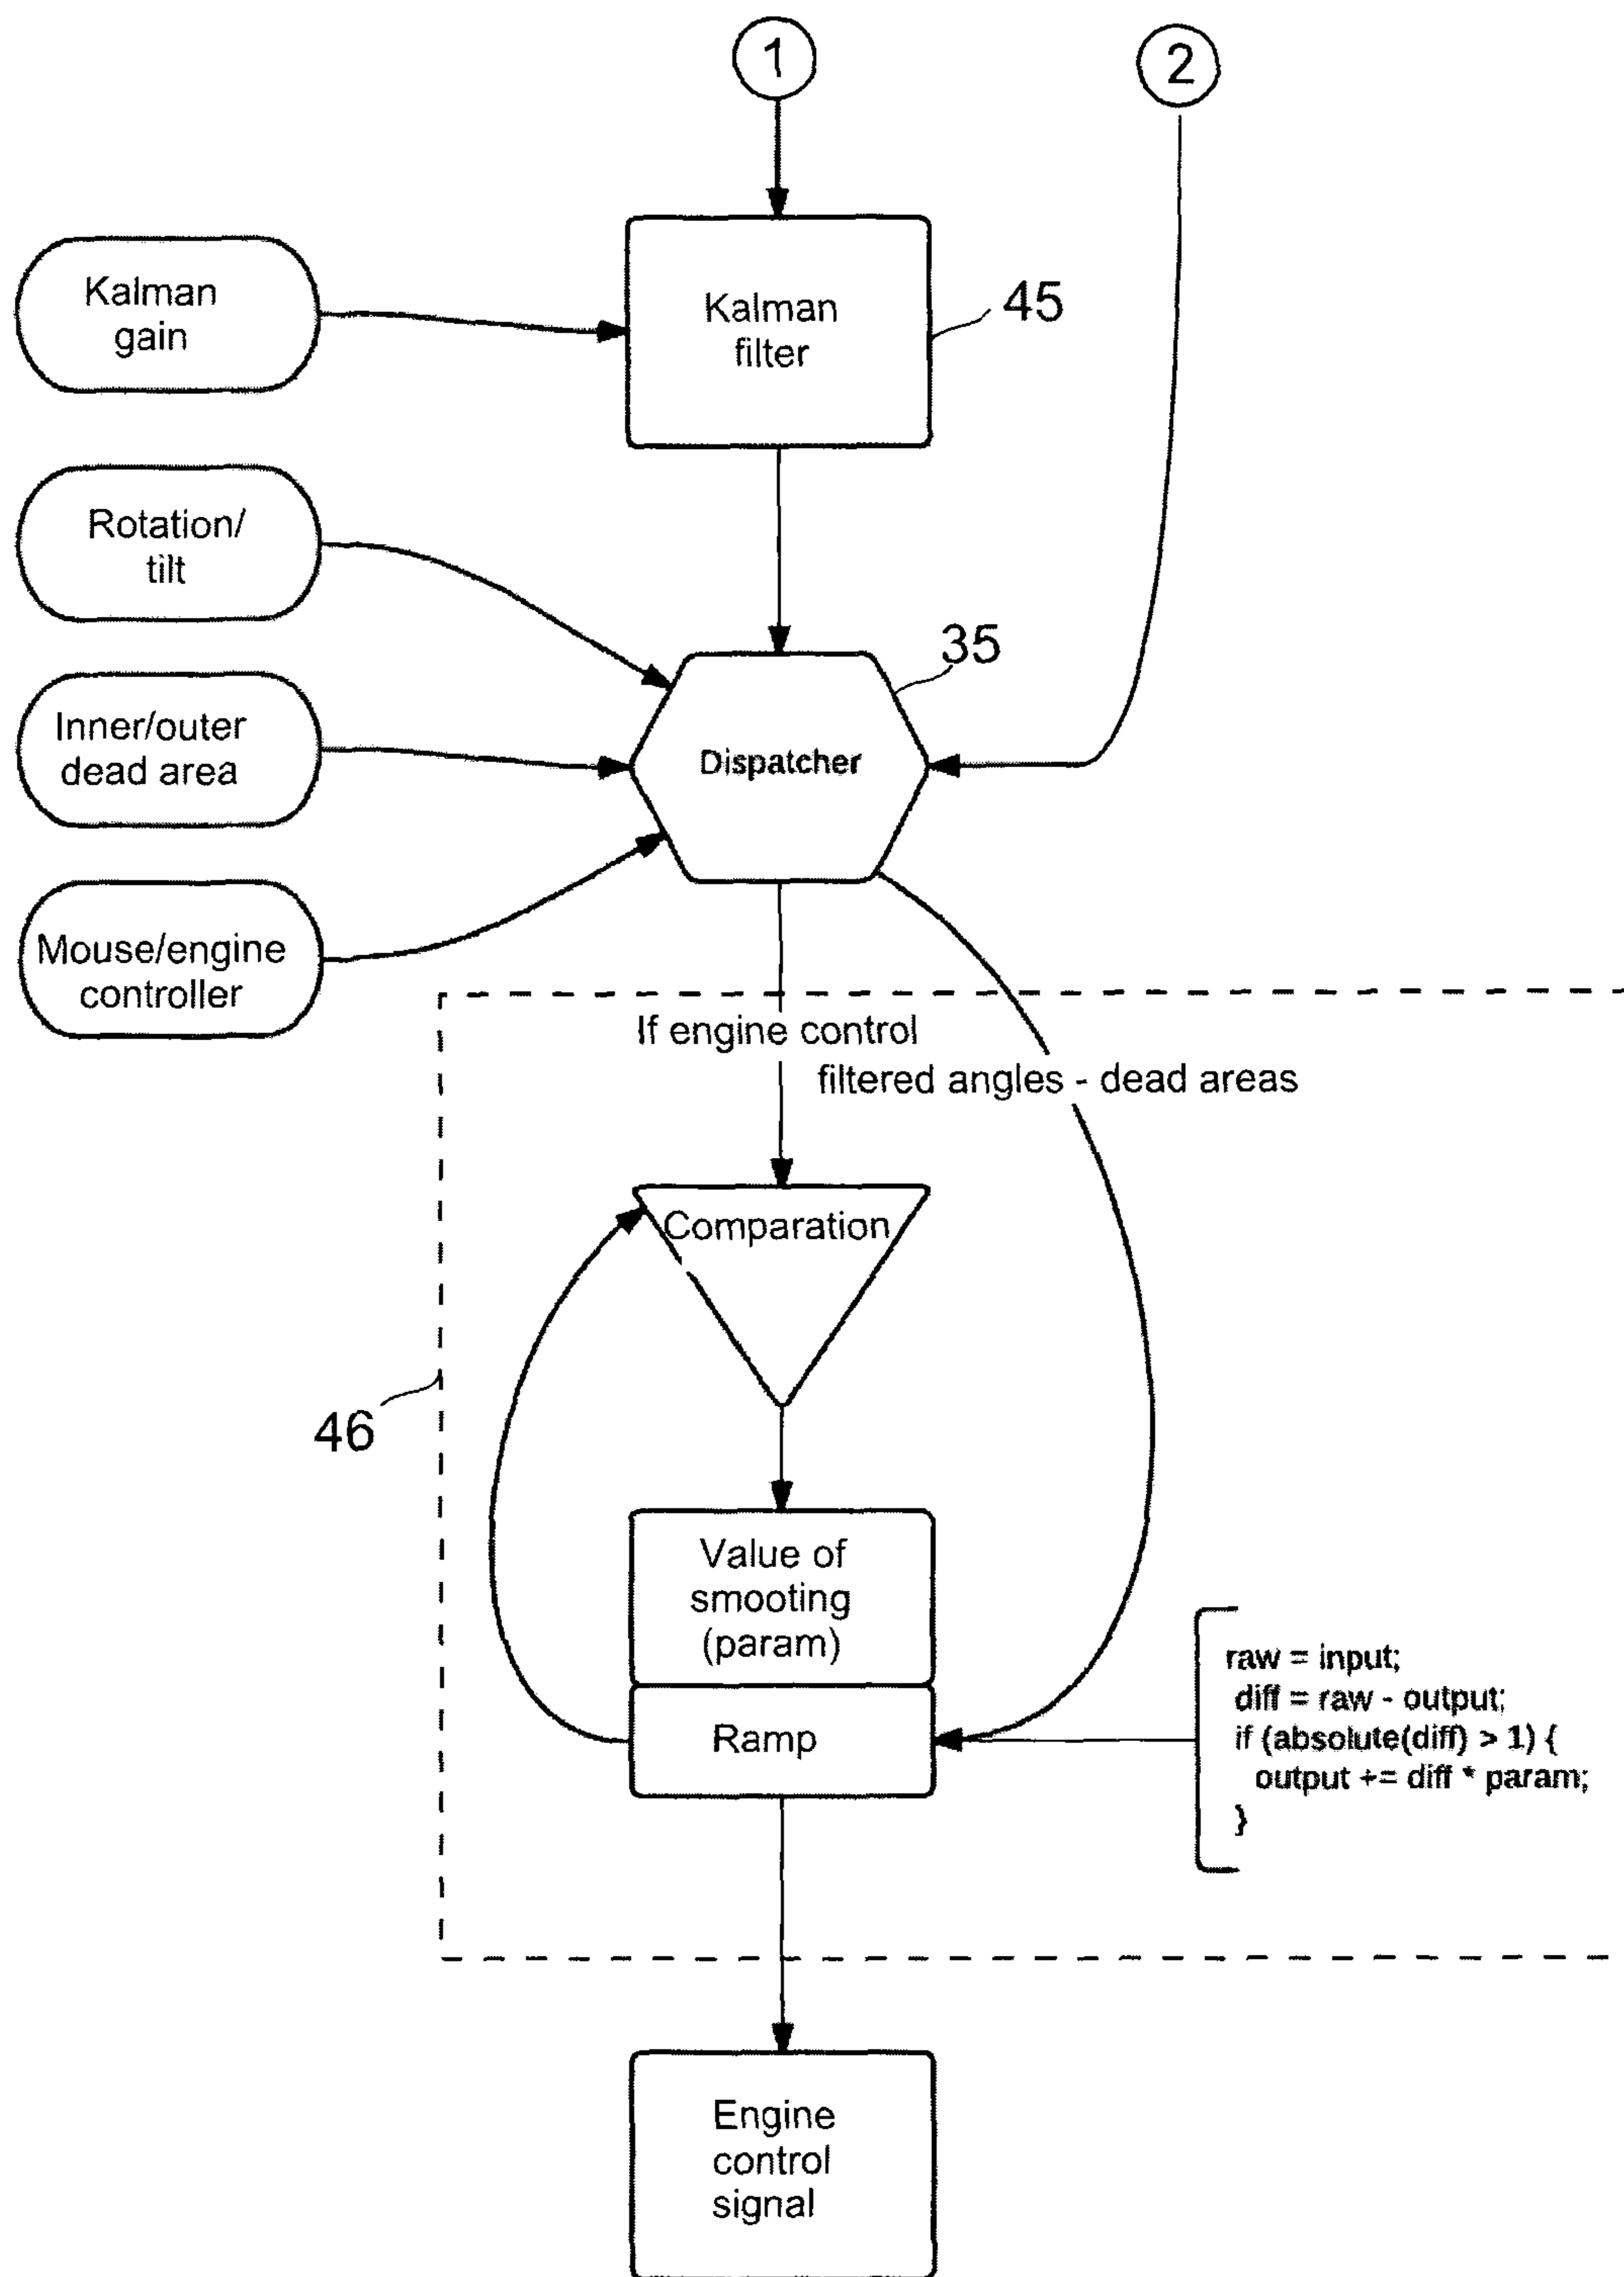 1
2
Kalman
gain
Kalman
filter
45
Rotation/
tilt
35
Inner/outer
dead area
Dispatcher
Mouse/engine
controller
If engine control
filtered angles - dead areas
Comparation
46
Value of
smooting
(param)
Ramp
raw = input;
diff = raw - output;
if (absolute(diff) > 1) {
output += diff * param;
}
Engine
control
signal